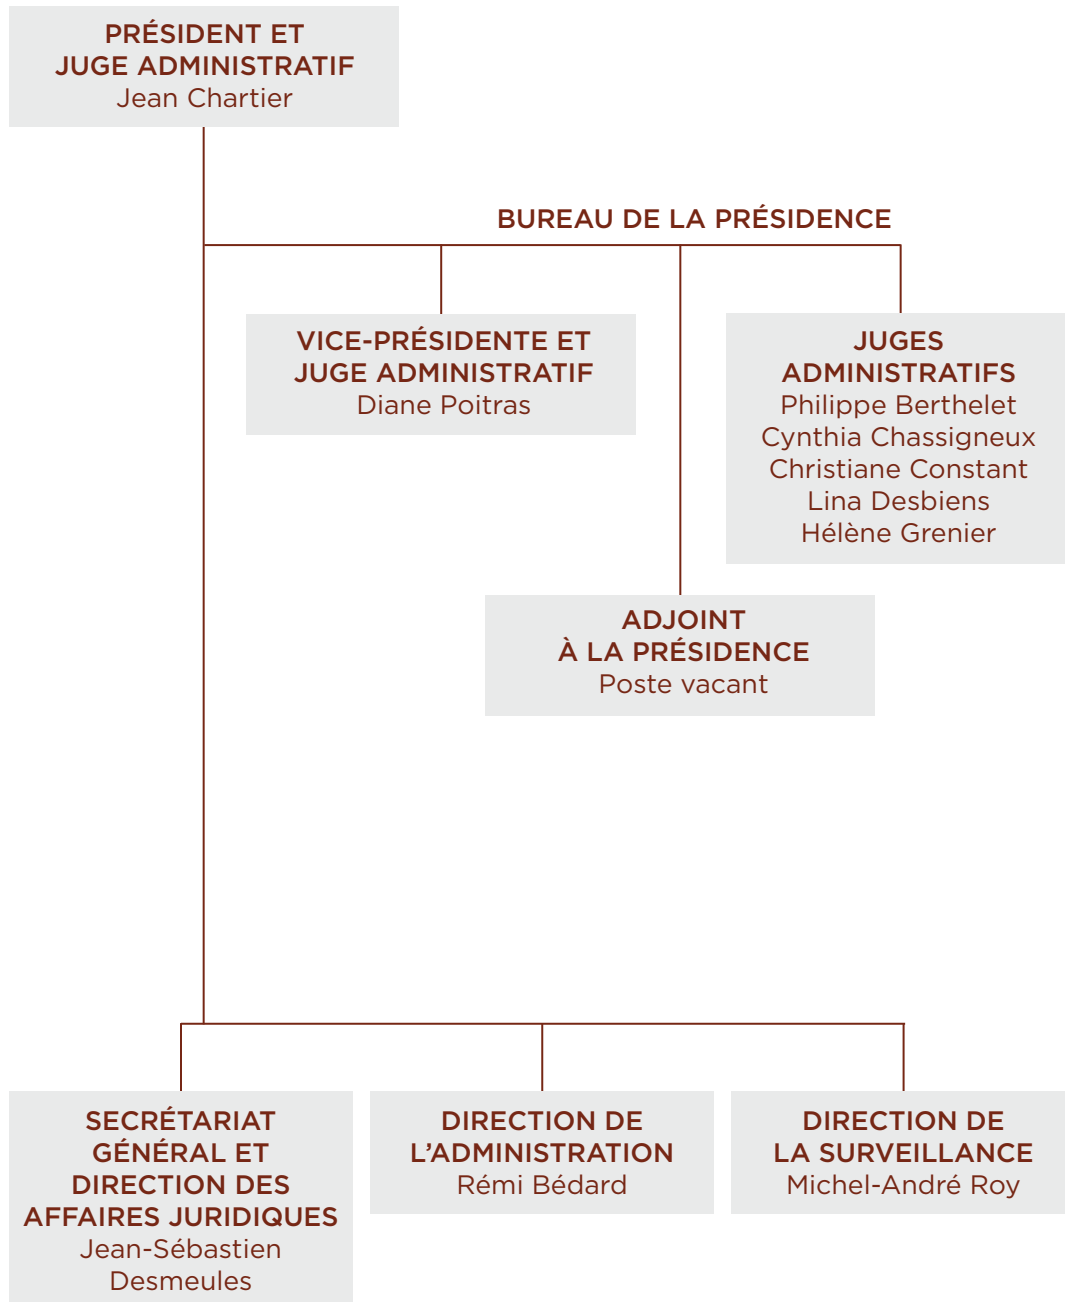 PRÉSIDENT ET
JUGE ADMINISTRATIF
Jean Chartier
BUREAU DE LA PRÉSIDENCE
VICE-PRÉSIDENTE ET
JUGE ADMINISTRATIF
Diane Poitras
JUGES
ADMINISTRATIFS
Philippe Berthelet
Cynthia Chassigneux
Christiane Constant
Lina Desbiens
Hélène Grenier
ADJOINT
À LA PRÉSIDENCE
Poste vacant
SECRÉTARIAT
GÉNÉRAL ET
DIRECTION DES
AFFAIRES JURIDIQUES
Jean-Sébastien
Desmeules
DIRECTION DE
L’ADMINISTRATION
Rémi Bédard
DIRECTION DE
LA SURVEILLANCE
Michel-André Roy